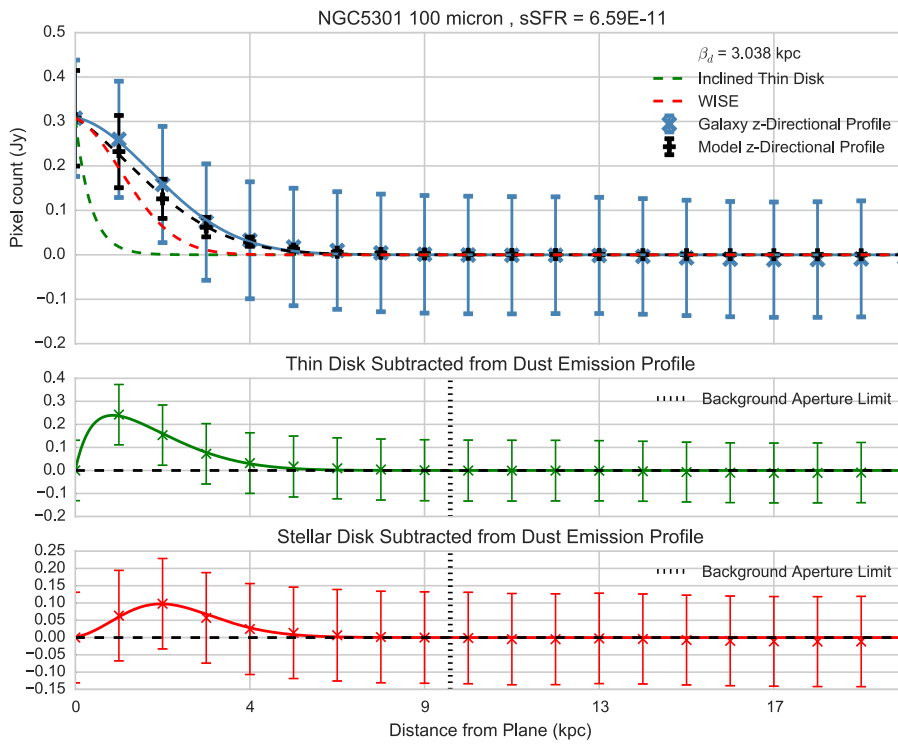 NGC5301 100 micron , sSFR = 6.59E-11
β_d = 3.038 kpc
Inclined Thin Disk
WISE
Galaxy z-Directional Profile
Model z-Directional Profile
Pixel count (Jy)
0.5
0.4
0.3
0.2
0.1
0.0
−0.1
−0.2
Thin Disk Subtracted from Dust Emission Profile
Background Aperture Limit
0.4
0.3
0.2
0.1
0.0
−0.1
−0.2
Stellar Disk Subtracted from Dust Emission Profile
Background Aperture Limit
0.25
0.20
0.15
0.10
0.05
0.00
−0.05
−0.10
−0.15
0 4 9 13 17
Distance from Plane (kpc)